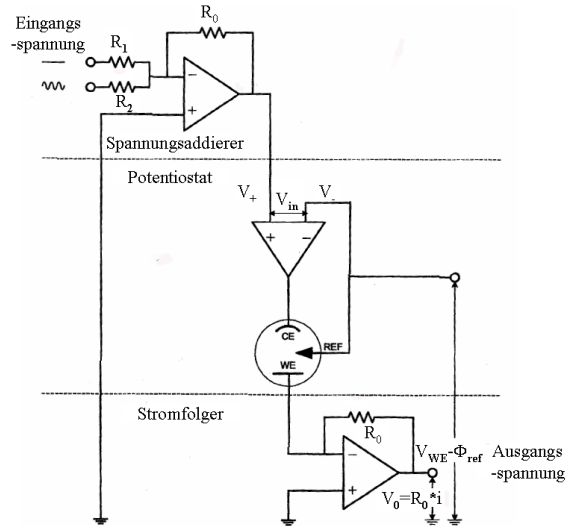 Eingangs
-spannung
R0
R1
R2
−
+
Spannungsaddierer
Potentiostat
V+
Vin
V-
+
−
CE
REF
WE
Stromfolger
R0
−
+
VWE-Φref
Ausgangs
-spannung
V0=R0*i